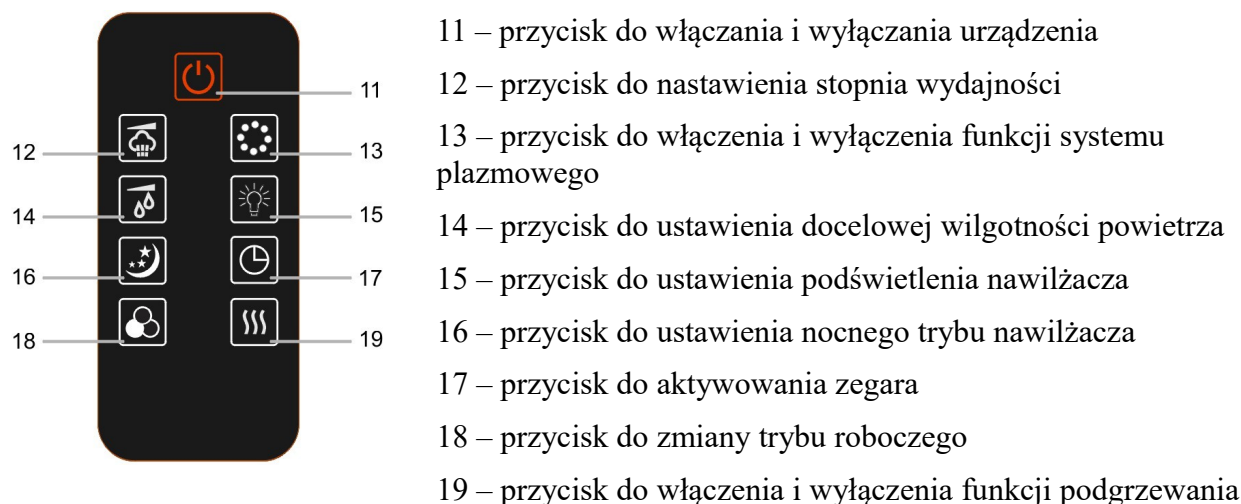 11 – przycisk do włączania i wyłączania urządzenia
12 – przycisk do nastawienia stopnia wydajności
13 – przycisk do włączenia i wyłączenia funkcji systemu
plazmowego
14 – przycisk do ustawienia docelowej wilgotności powietrza
15 – przycisk do ustawienia podświetlenia nawilżacza
16 – przycisk do ustawienia nocnego trybu nawilżacza
17 – przycisk do aktywowania zegara
18 – przycisk do zmiany trybu roboczego
19 – przycisk do włączenia i wyłączenia funkcji podgrzewania
11
12 13
14 15
16 17
18 19